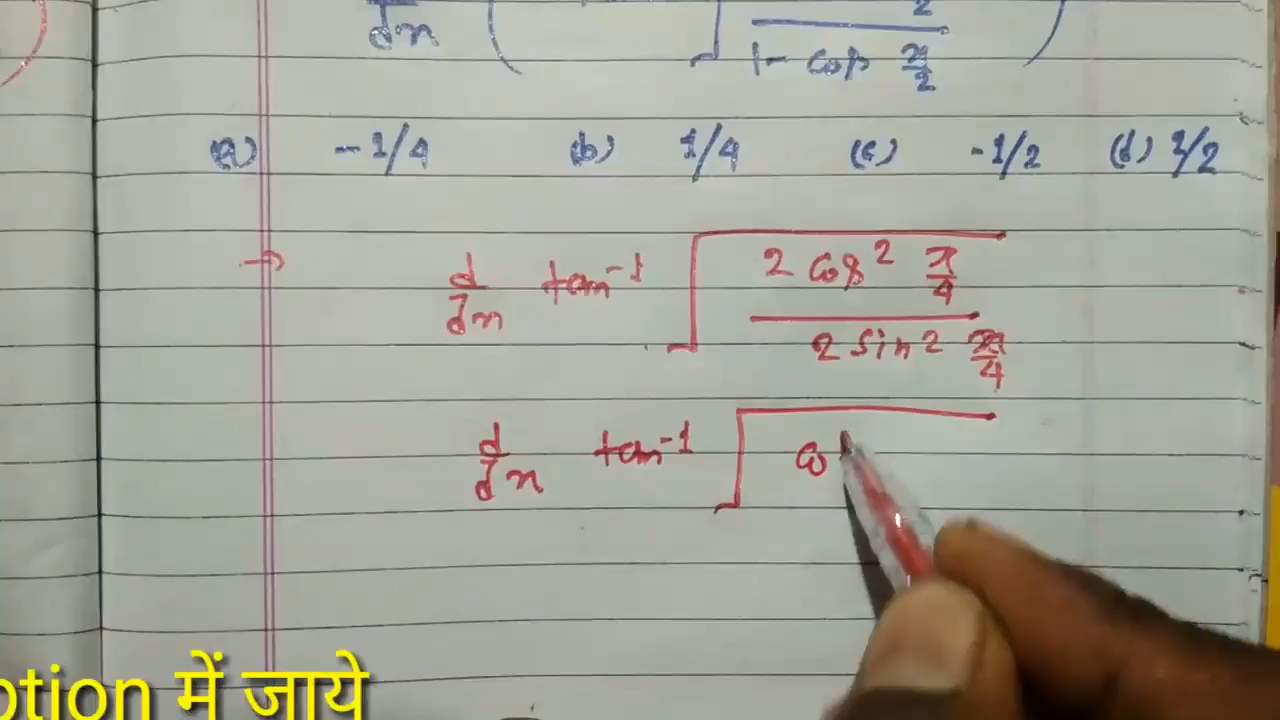 d/dx ( √ 2 / 1 - cos x/2 )
(a) -1/4 (b) 1/4 (c) -1/2 (d) 1/2
→ d/dx tan⁻¹ √ 2 cos² x/4 / 2 sin² x/4
d/dx tan⁻¹ √ co
ption में जाये